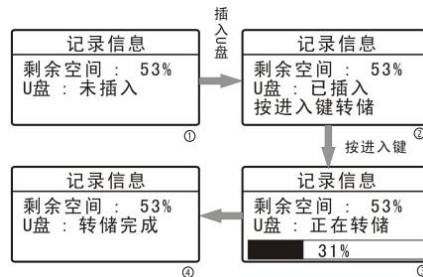 记录信息
剩余空间 : 53%
U盘 : 未插入
①
插入U盘
记录信息
剩余空间 : 53%
U盘 : 已插入
按进入键转储
②
按进入键
记录信息
剩余空间 : 53%
U盘 : 正在转储
31%
③
记录信息
剩余空间 : 53%
U盘 : 转储完成
④